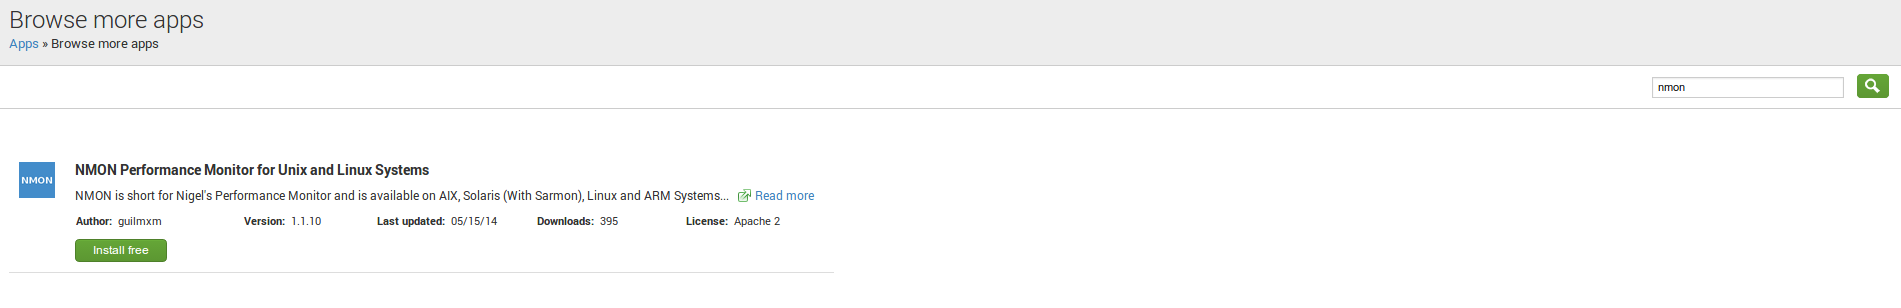 Browse more apps
Apps » Browse more apps
nmon
NMON
NMON Performance Monitor for Unix and Linux Systems
NMON is short for Nigel's Performance Monitor and is available on AIX, Solaris (With Sarmon), Linux and ARM Systems... Read more
Author: guilmxm Version: 1.1.10 Last updated: 05/15/14 Downloads: 395 License: Apache 2
Install free